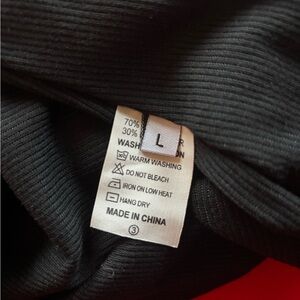 70%
30% R
L
WASH N
WARM WASHING
DO NOT BLEACH
IRON ON LOW HEAT
HANG DRY
MADE IN CHINA
3